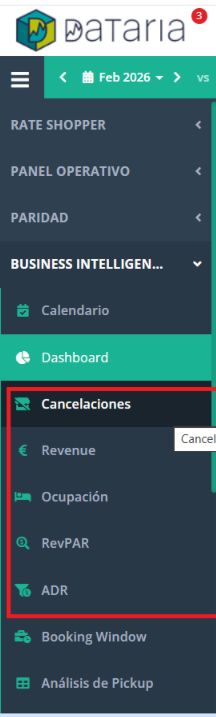 DATARIA
3
Feb 2026
vs
RATE SHOPPER
PANEL OPERATIVO
PARIDAD
BUSINESS INTELLIGEN...
Calendario
Dashboard
Cancelaciones
Cancel
€ Revenue
Ocupación
RevPAR
ADR
Booking Window
Análisis de Pickup